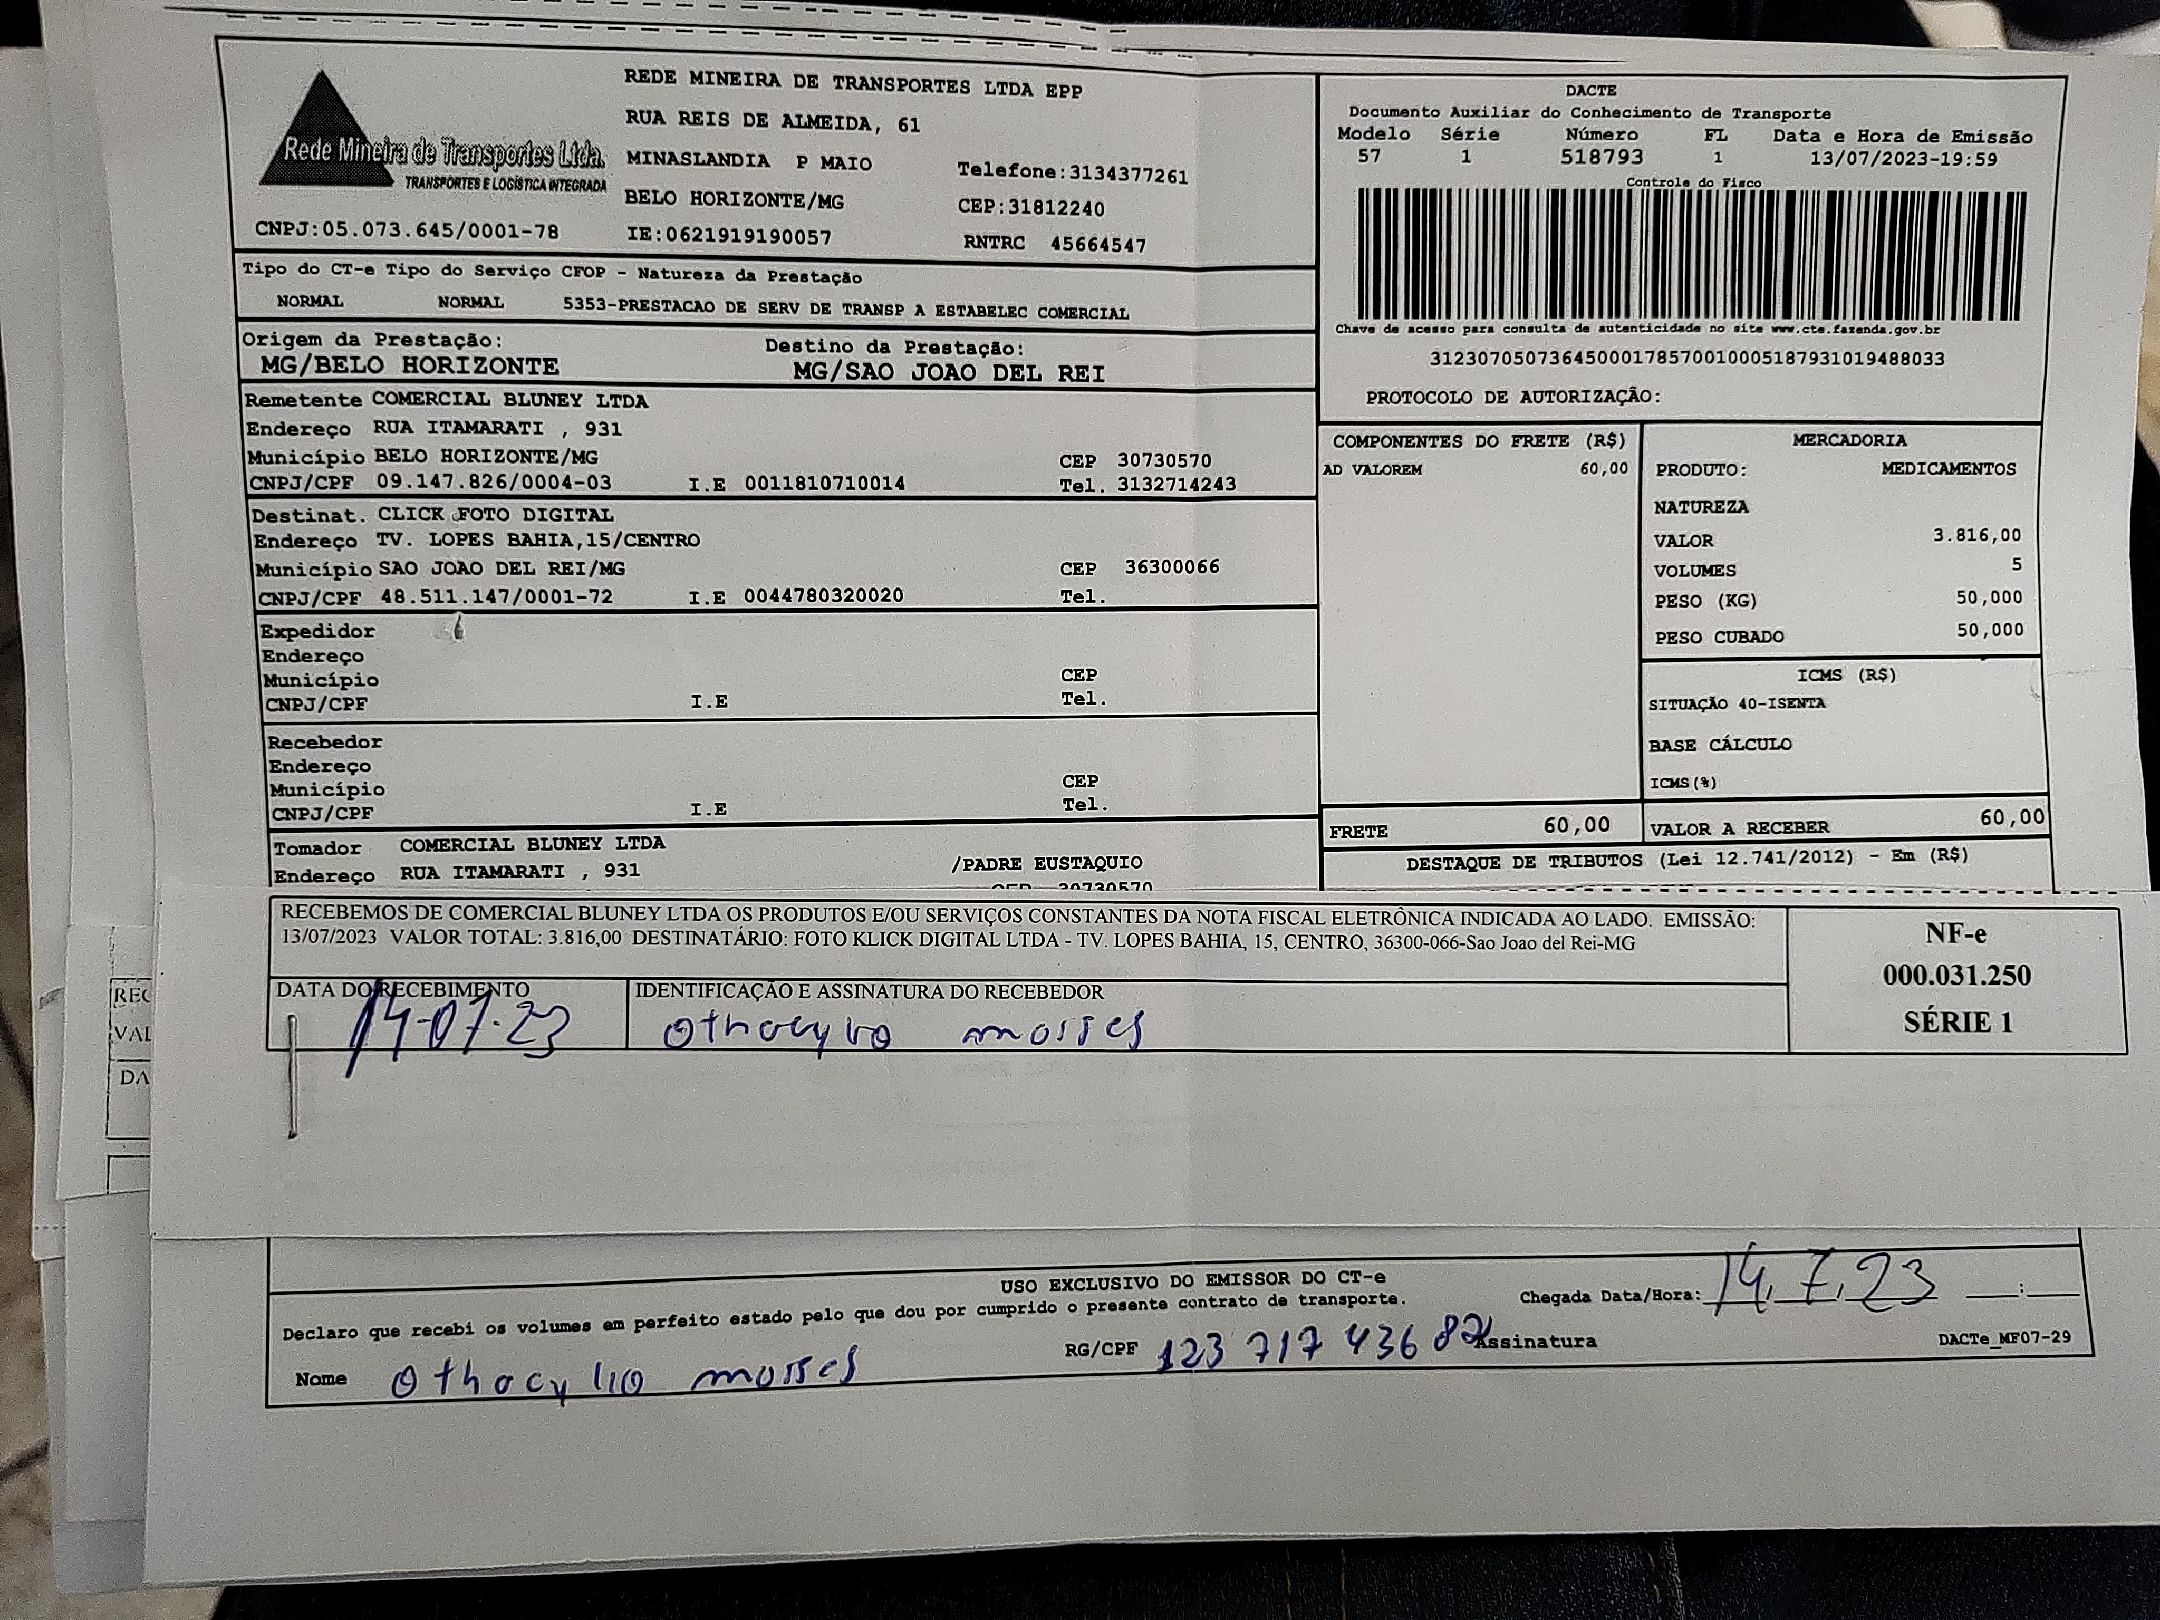 Rede Mineira de Transportes Ltda.
TRANSPORTES E LOGÍSTICA INTEGRADA
CNPJ:05.073.645/0001-78
REDE MINEIRA DE TRANSPORTES LTDA EPP
RUA REIS DE ALMEIDA, 61
MINASLANDIA P MAIO Telefone:3134377261
BELO HORIZONTE/MG CEP:31812240
IE:0621919190057 RNTRC 45664547
DACTE
Documento Auxiliar do Conhecimento de Transporte
Modelo Série Número FL Data e Hora de Emissão
57 1 518793 1 13/07/2023-19:59
Controle do Fisco
Chave de acesso para consulta de autenticidade no site www.cte.fazenda.gov.br
31230705073645000178570010005187931019488033
PROTOCOLO DE AUTORIZAÇÃO:
Tipo do CT-e Tipo do Serviço CFOP - Natureza da Prestação
NORMAL NORMAL 5353-PRESTACAO DE SERV DE TRANSP A ESTABELEC COMERCIAL
Origem da Prestação: Destino da Prestação:
MG/BELO HORIZONTE MG/SAO JOAO DEL REI
Remetente COMERCIAL BLUNEY LTDA
Endereço RUA ITAMARATI , 931
Município BELO HORIZONTE/MG CEP 30730570
CNPJ/CPF 09.147.826/0004-03 I.E 0011810710014 Tel. 3132714243
Destinat. CLICK FOTO DIGITAL
Endereço TV. LOPES BAHIA,15/CENTRO
Município SAO JOAO DEL REI/MG CEP 36300066
CNPJ/CPF 48.511.147/0001-72 I.E 0044780320020 Tel.
Expedidor
Endereço
Município CEP
CNPJ/CPF I.E Tel.
Recebedor
Endereço
Município CEP
CNPJ/CPF I.E Tel.
Tomador COMERCIAL BLUNEY LTDA
Endereço RUA ITAMARATI , 931 /PADRE EUSTAQUIO
CEP 30730570
COMPONENTES DO FRETE (R$)
AD VALOREM 60,00
FRETE 60,00
MERCADORIA
PRODUTO: MEDICAMENTOS
NATUREZA
VALOR 3.816,00
VOLUMES 5
PESO (KG) 50,000
PESO CUBADO 50,000
ICMS (R$)
SITUAÇÃO 40-ISENTA
BASE CÁLCULO
ICMS(%)
VALOR A RECEBER 60,00
DESTAQUE DE TRIBUTOS (Lei 12.741/2012) - Em (R$)
RECEBEMOS DE COMERCIAL BLUNEY LTDA OS PRODUTOS E/OU SERVIÇOS CONSTANTES DA NOTA FISCAL ELETRÔNICA INDICADA AO LADO. EMISSÃO:
13/07/2023 VALOR TOTAL: 3.816,00 DESTINATÁRIO: FOTO KLICK DIGITAL LTDA - TV. LOPES BAHIA, 15, CENTRO, 36300-066-Sao Joao del Rei-MG
NF-e
000.031.250
SÉRIE 1
DATA DO RECEBIMENTO IDENTIFICAÇÃO E ASSINATURA DO RECEBEDOR
14-07-23
REC
VAL
DA
USO EXCLUSIVO DO EMISSOR DO CT-e
Declaro que recebi os volumes em perfeito estado pelo que dou por cumprido o presente contrato de transporte. Chegada Data/Hora: 14.7.23 __:__
Nome RG/CPF 123 717 436 82 Assinatura DACTe_MF07-29